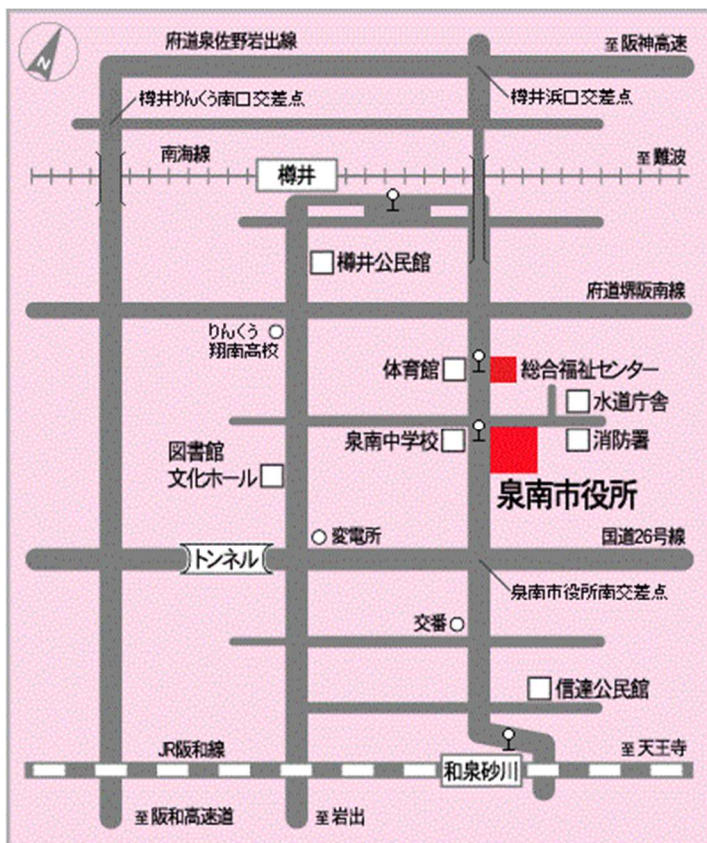 N
府道泉佐野岩出線
至阪神高速
樽井りんくう南口交差点
樽井浜口交差点
南海線
至難波
樽井
樽井公民館
府道堺阪南線
りんくう
翔南高校
体育館
総合福祉センター
水道庁舎
泉南中学校
消防署
図書館
文化ホール
泉南市役所
変電所
国道26号線
トンネル
泉南市役所南交差点
交番
信達公民館
JR阪和線
至天王寺
和泉砂川
至阪和高速道
至岩出